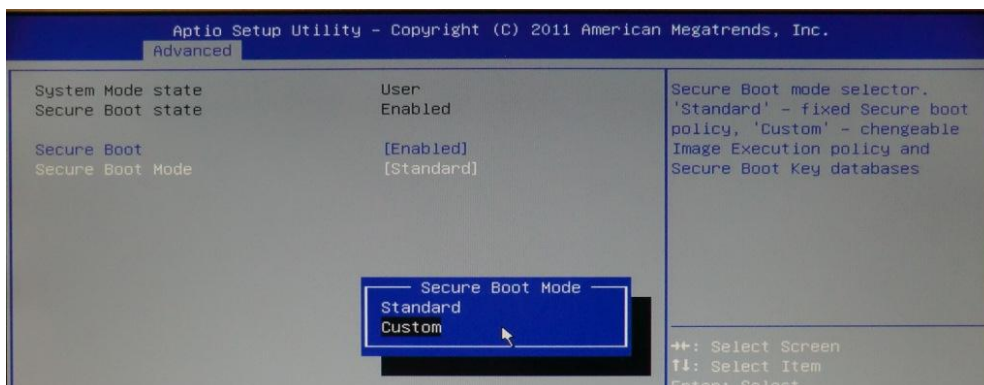 Aptio Setup Utility – Copyright (C) 2011 American Megatrends, Inc.
Advanced
System Mode state User
Secure Boot state Enabled
Secure Boot [Enabled]
Secure Boot Mode [Standard]
Secure Boot Mode
Standard
Custom
Secure Boot mode selector.
'Standard' – fixed Secure boot
policy, 'Custom' – chengeable
Image Execution policy and
Secure Boot Key databases
→←: Select Screen
↑↓: Select Item
Enter: Select